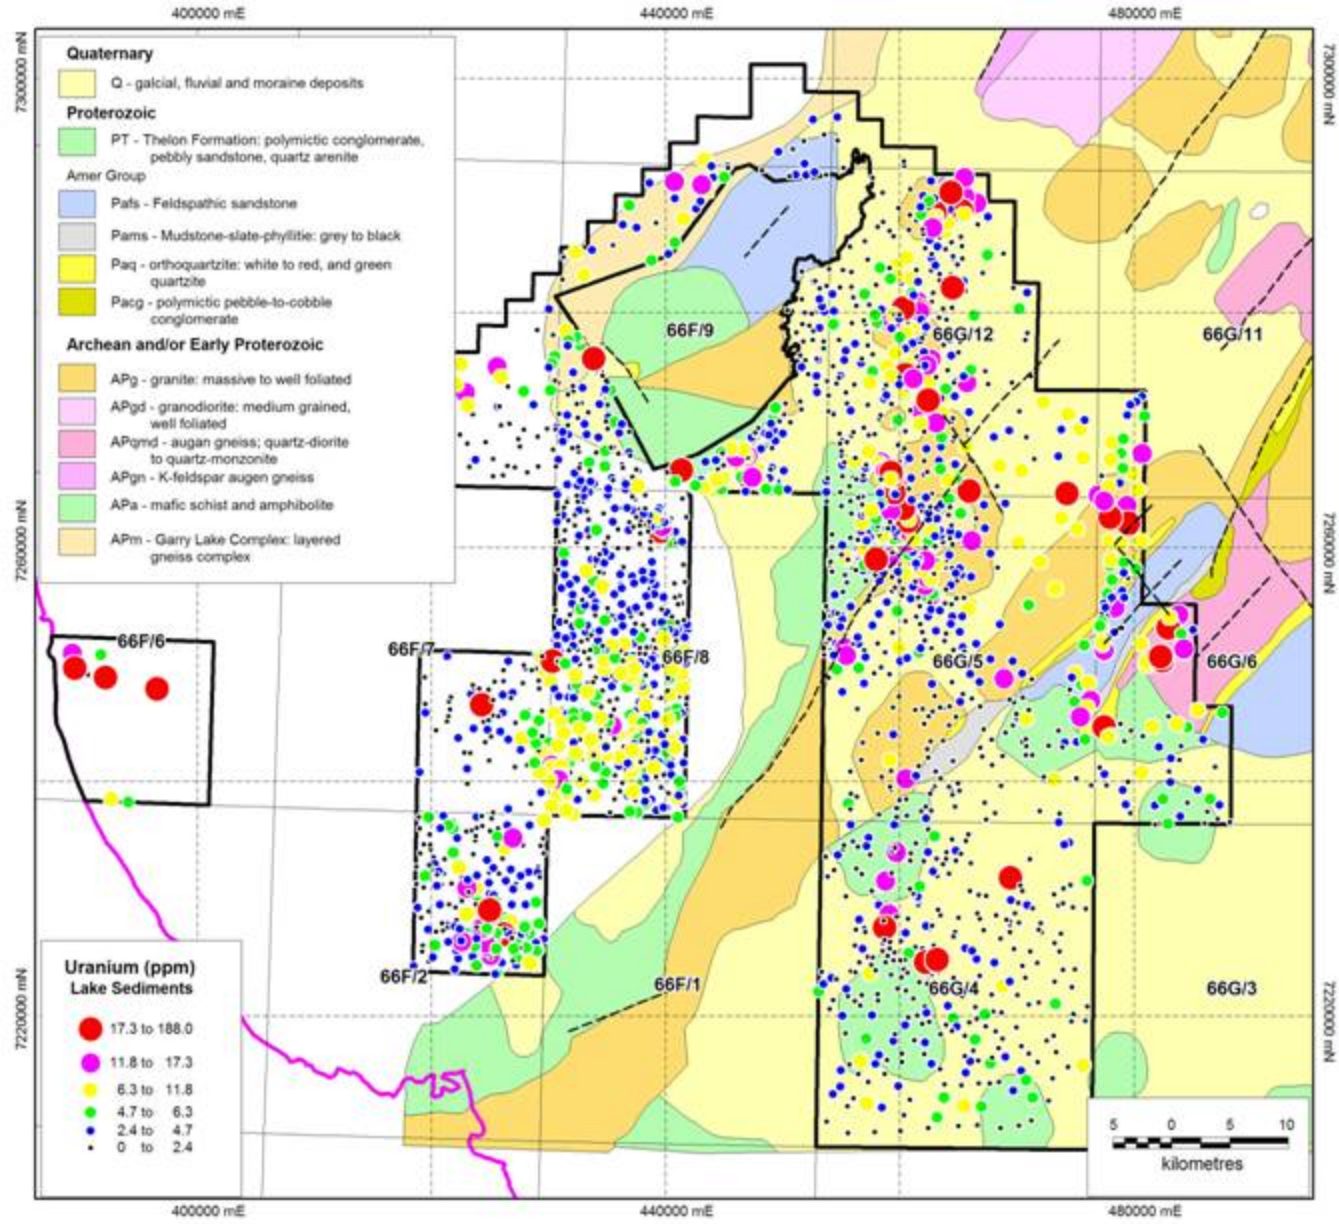 400000 mE
440000 mE
480000 mE
7300000 mN
7300000 mN
Quaternary
Q - galcial, fluvial and moraine deposits
Proterozoic
PT - Thelon Formation: polymictic conglomerate,
pebbly sandstone, quartz arenite
Amer Group
Pafs - Feldspathic sandstone
Pams - Mudstone-slate-phyllitie: grey to black
Paq - orthoquartzite: white to red, and green
quartzite
Pacg - polymictic pebble-to-cobble
conglomerate
Archean and/or Early Proterozoic
APg - granite: massive to well foliated
APgd - granodiorite: medium grained,
well foliated
APqmd - augan gneiss; quartz-diorite
to quartz-monzonite
APgn - K-feldspar augen gneiss
APa - mafic schist and amphibolite
APm - Garry Lake Complex: layered
gneiss complex
66F/9
66G/12
66G/11
7260000 mN
7260000 mN
66F/6
66F/7
66F/8
66G/5
66G/6
66F/2
66F/1
66G/4
66G/3
7220000 mN
7220000 mN
Uranium (ppm)
Lake Sediments
17.3 to 188.0
11.8 to 17.3
6.3 to 11.8
4.7 to 6.3
2.4 to 4.7
0 to 2.4
5 0 5 10
kilometres
400000 mE
440000 mE
480000 mE